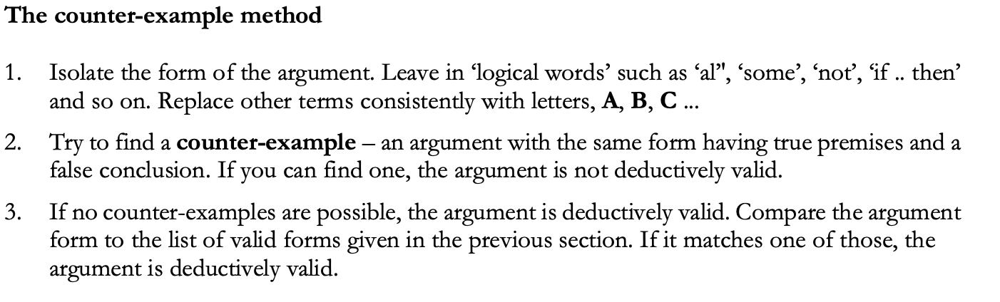 The counter-example method
1. Isolate the form of the argument. Leave in ‘logical words’ such as ‘al’', ‘some’, ‘not’, ‘if .. then’
and so on. Replace other terms consistently with letters, A, B, C ...
2. Try to find a counter-example – an argument with the same form having true premises and a
false conclusion. If you can find one, the argument is not deductively valid.
3. If no counter-examples are possible, the argument is deductively valid. Compare the argument
form to the list of valid forms given in the previous section. If it matches one of those, the
argument is deductively valid.